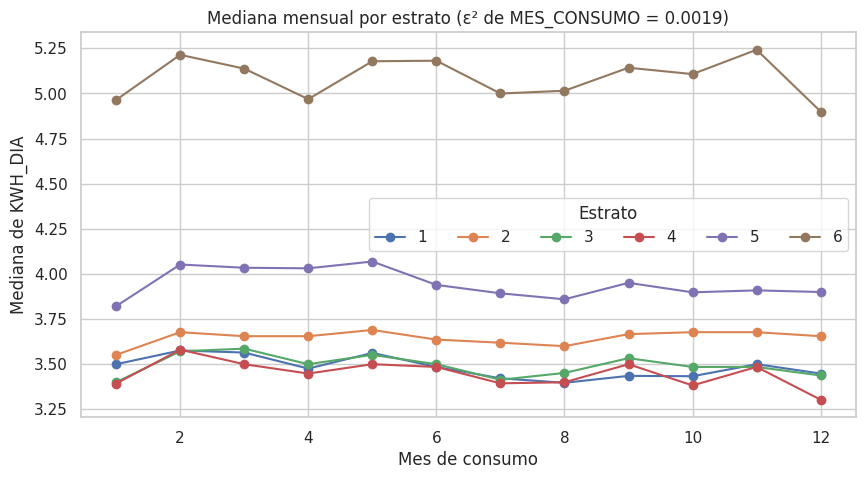 Mediana mensual por estrato (ε² de MES_CONSUMO = 0.0019)
Mediana de KWH_DIA
5.25
5.00
4.75
4.50
4.25
4.00
3.75
3.50
3.25
Estrato
1 2 3 4 5 6
2 4 6 8 10 12
Mes de consumo